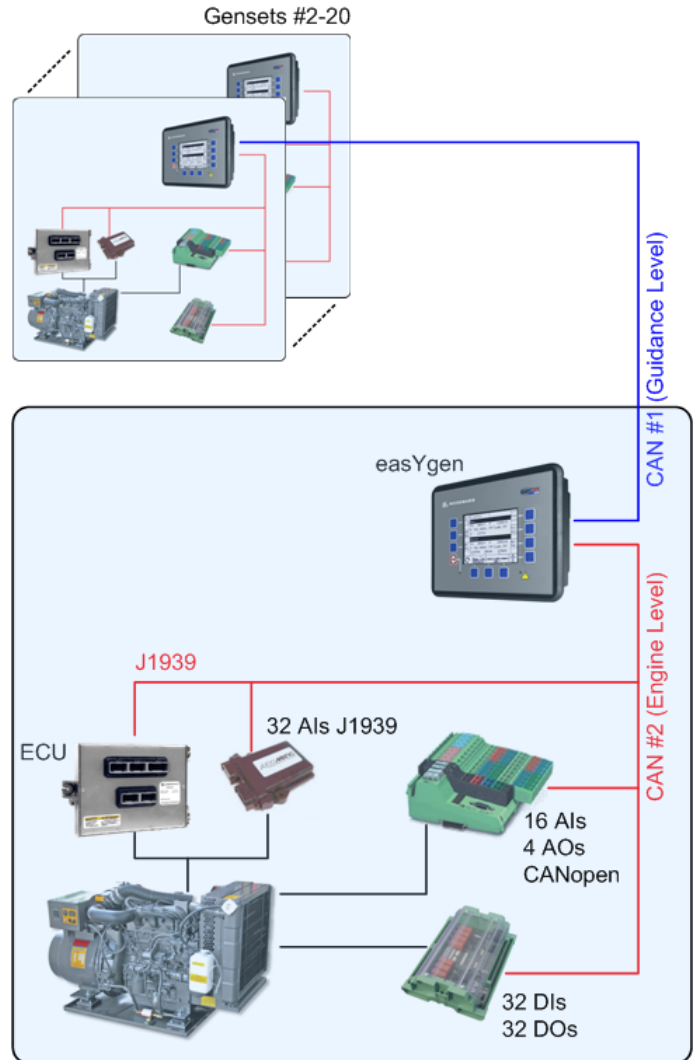 Gensets #2-20
CAN #1 (Guidance Level)
easYgen
WOODWARD
CAN #2 (Engine Level)
J1939
32 AIs J1939
ECU
16 AIs
4 AOs
CANopen
32 DIs
32 DOs